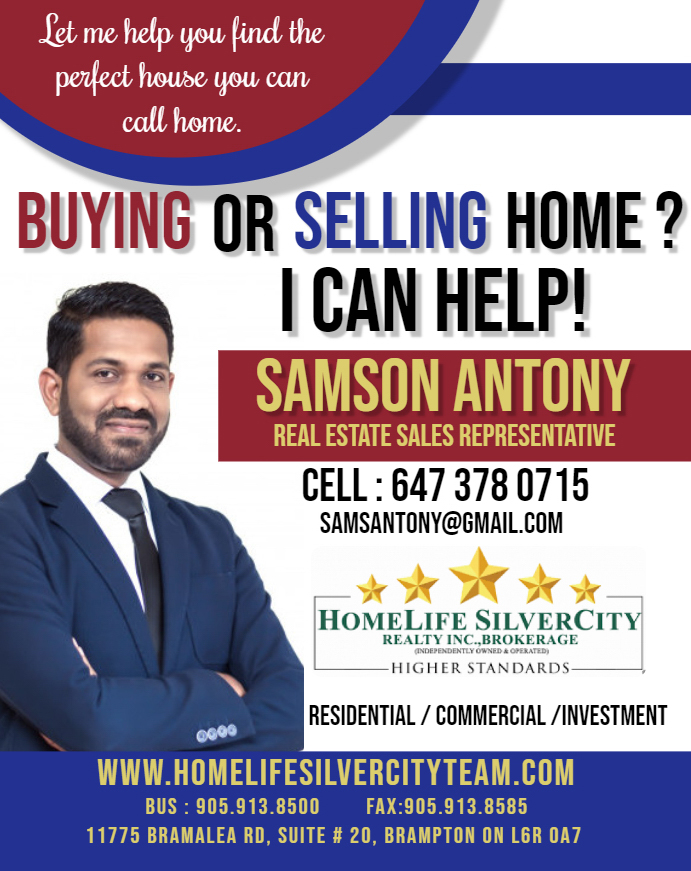 Let me help you find the
perfect house you can
call home.
BUYING OR SELLING HOME ?
I CAN HELP!
SAMSON ANTONY
REAL ESTATE SALES REPRESENTATIVE
CELL : 647 378 0715
SAMSANTONY@GMAIL.COM
HOMELIFE SILVERCITY
REALTY INC.,BROKERAGE
(INDEPENDENTLY OWNED & OPERATED)
HIGHER STANDARDS
RESIDENTIAL / COMMERCIAL /INVESTMENT
WWW.HOMELIFESILVERCITYTEAM.COM
BUS : 905.913.8500 FAX:905.913.8585
11775 BRAMALEA RD, SUITE # 20, BRAMPTON ON L6R 0A7